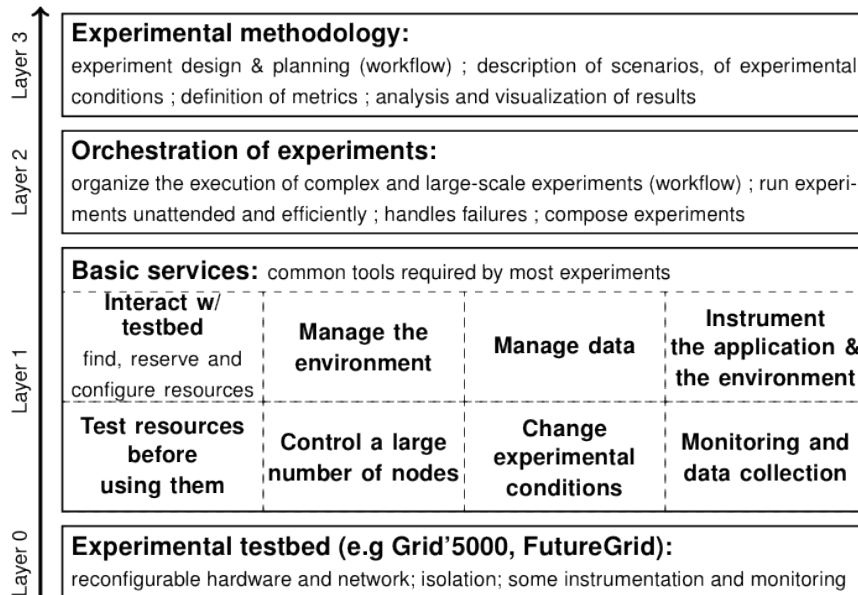 Layer 3
Experimental methodology:
experiment design & planning (workflow) ; description of scenarios, of experimental
conditions ; definition of metrics ; analysis and visualization of results
Layer 2
Orchestration of experiments:
organize the execution of complex and large-scale experiments (workflow) ; run experi-
ments unattended and efficiently ; handles failures ; compose experiments
Layer 1
Basic services: common tools required by most experiments
Interact w/
testbed
find, reserve and
configure resources
Manage the
environment
Manage data
Instrument
the application &
the environment
Test resources
before
using them
Control a large
number of nodes
Change
experimental
conditions
Monitoring and
data collection
Layer 0
Experimental testbed (e.g Grid'5000, FutureGrid):
reconfigurable hardware and network; isolation; some instrumentation and monitoring